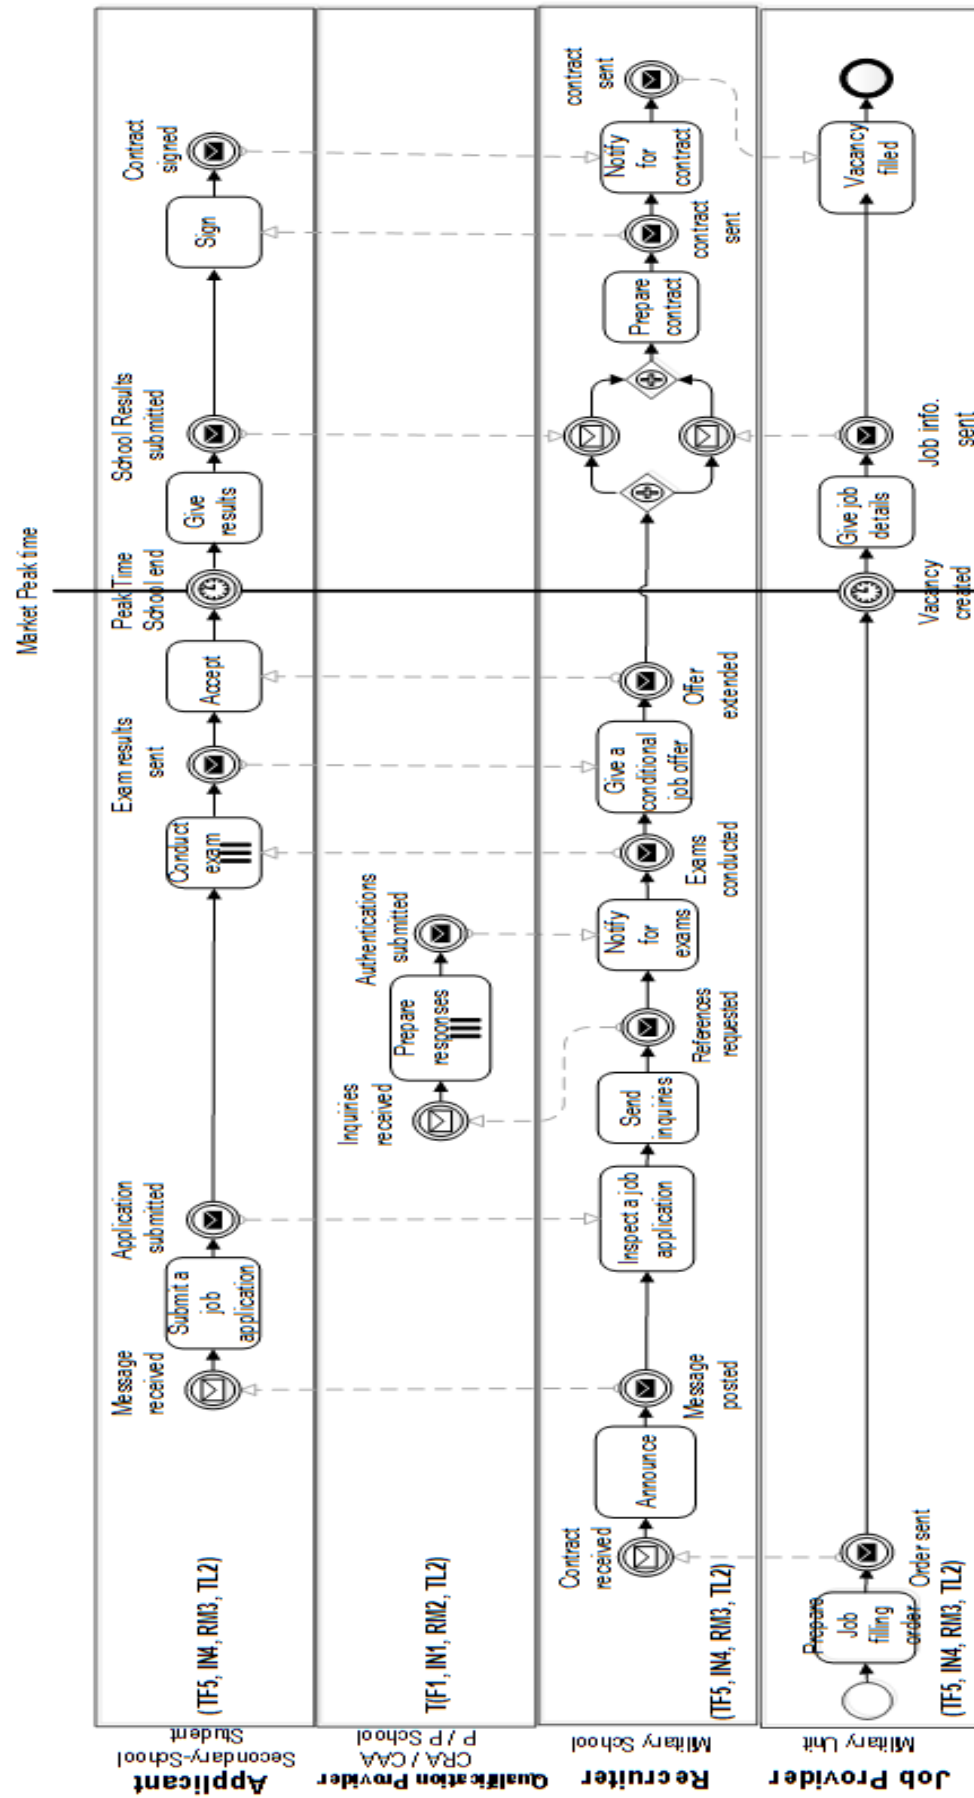 Market Peak time
Applicant
Secondary-School
Student
(TF5, IN4, RM3, TL2)
Message
received
Submit a
job
application
Application
submitted
Conduct
exam
Exam results
sent
Accept
Peak Time
School end
Give
results
School Results
submitted
Sign
Contract
signed
Qualification Provider
CRA / CAA
P / P School
T(F1, IN1, RM2, TL2)
Inquiries
received
Prepare
responses
Authentications
submitted
Recruiter
Military School
(TF5, IN4, RM3, TL2)
Contract
received
Announce
Message
posted
Inspect a job
application
Send
inquiries
References
requested
Notify
for
exams
Exams
conducted
Give a
conditional
job offer
Offer
extended
Prepare
contract
contract
sent
Notify
for
contract
contract
sent
Job Provider
Military Unit
(TF5, IN4, RM3, TL2)
Prepare
Job
filling
order
Order sent
Vacancy
created
Give job
details
Job info.
sent
Vacancy
filled